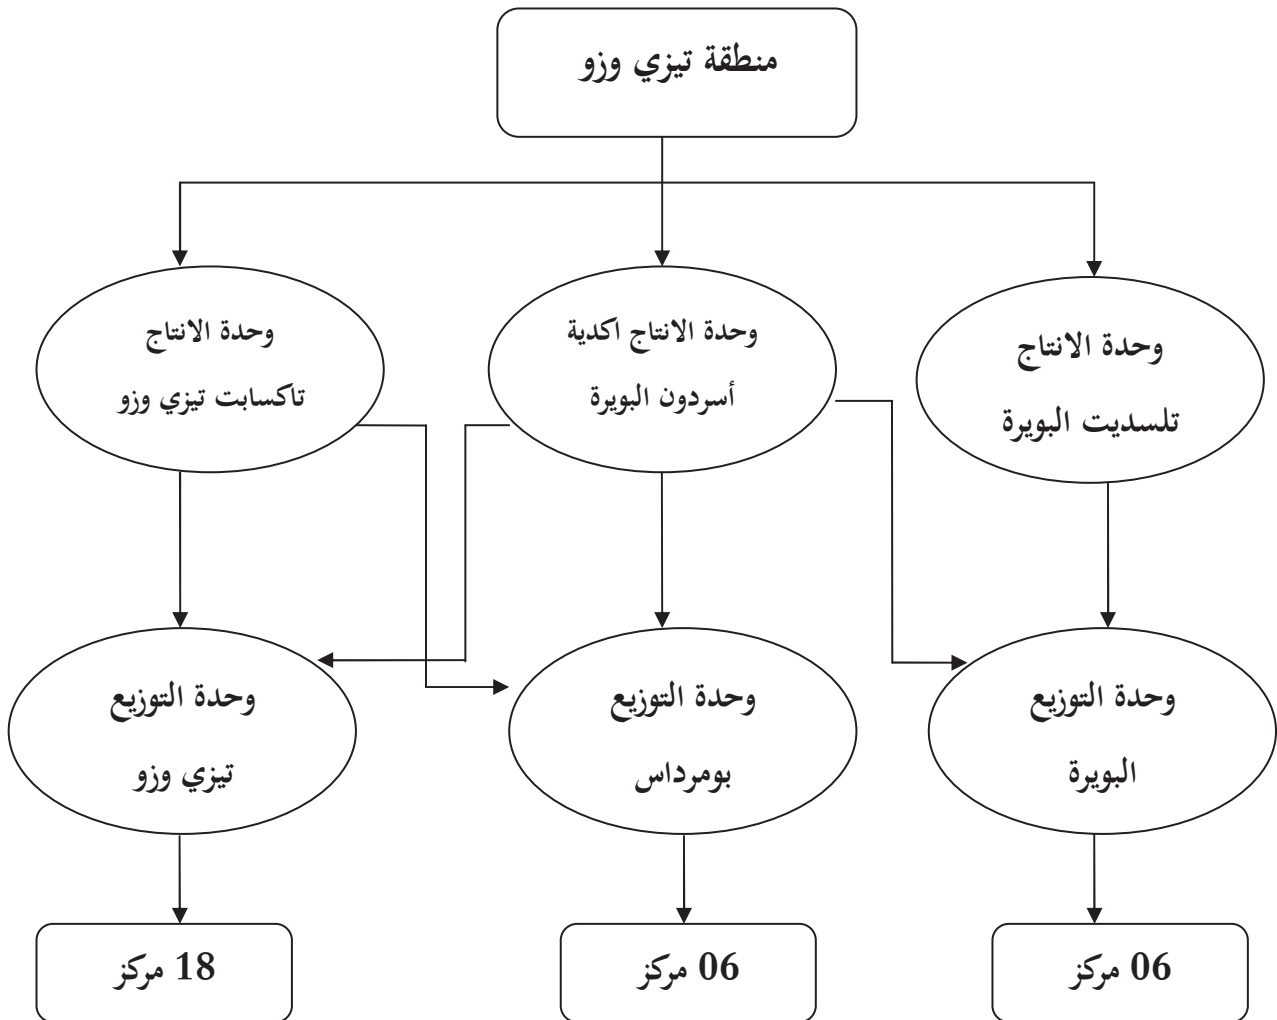 منطقة تيزي وزو
وحدة الانتاج
تلسديت البويرة
وحدة الانتاج اكدية
أسردون البويرة
وحدة الانتاج
تاكسابت تيزي وزو
وحدة التوزيع
البويرة
وحدة التوزيع
بومرداس
وحدة التوزيع
تيزي وزو
06 مركز
06 مركز
18 مركز